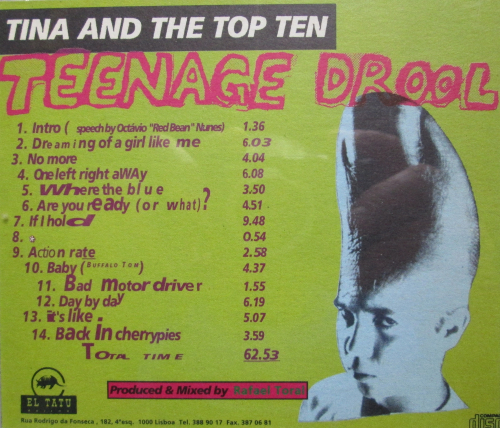 TINA AND THE TOP TEN
TEENAGE DROOL
1. Intro ( speech by Octávio "Red Bean" Nunes) 1.36
2. Dreaming of a girl like me 6.03
3. No more 4.04
4. One left right aWAy 6.08
5. Where the blue 3.50
6. Are you ready (or what)? 4.51
7. If I hold 9.48
8. * 0.54
9. Action rate 2.58
10. Baby (Buffalo Tom) 4.37
11. Bad motor driver 1.55
12. Day by day 6.19
13. it's like . 5.07
14. Back In cherrypies 3.59
Total time 62.53
Produced & Mixed by Rafael Toral
EL TATU
Rua Rodrigo da Fonseca , 182, 4ºesq. 1000 Lisboa Tel. 388 90 17 Fax. 387 06 81